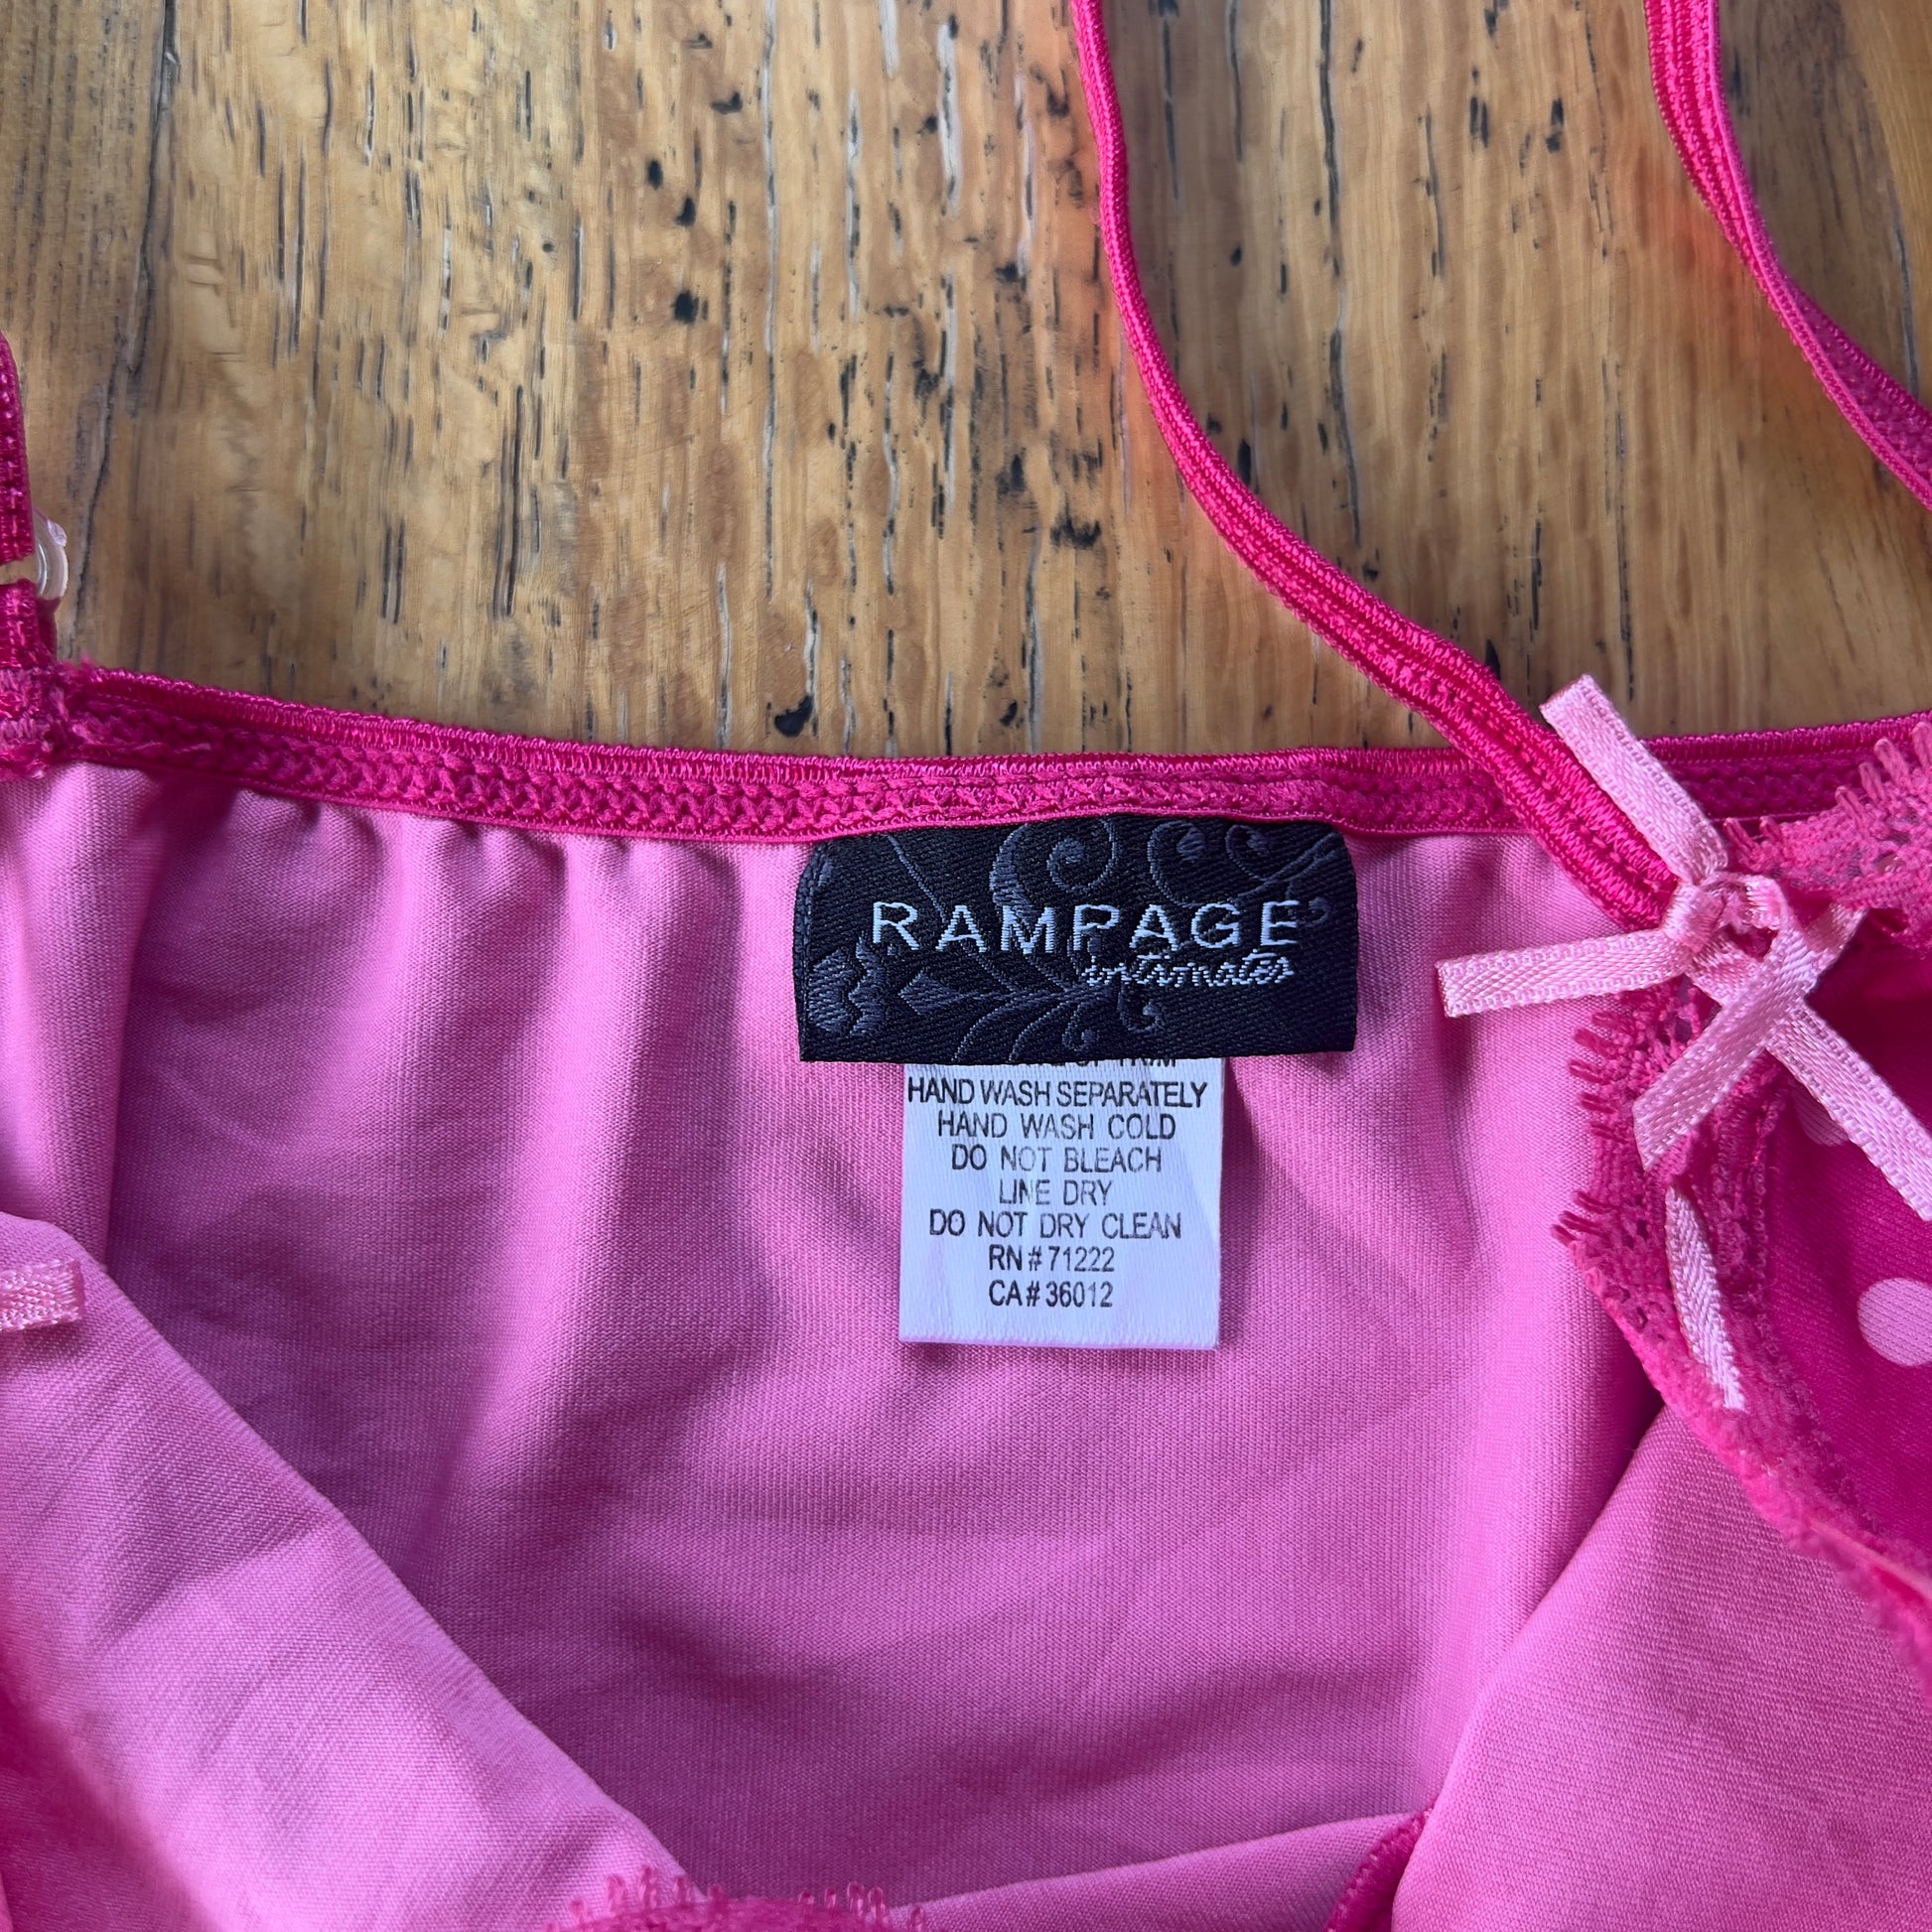 RAMPAGE
intimates
TRIM
HAND WASH SEPARATELY
HAND WASH COLD
DO NOT BLEACH
LINE DRY
DO NOT DRY CLEAN
RN#71222
CA#36012